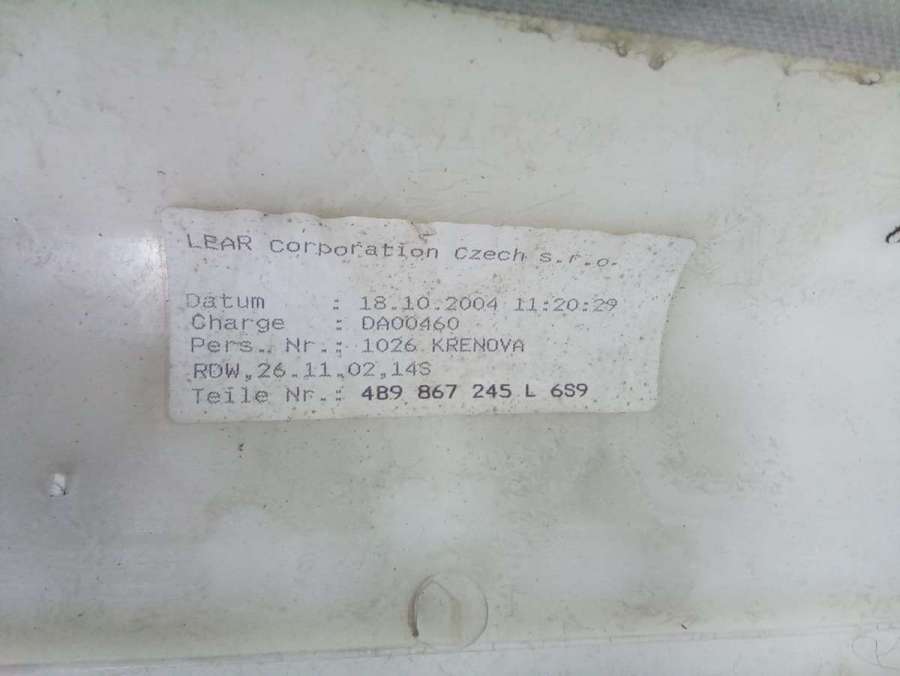 LEAR Corporation Czech s.r.o.
Datum : 18.10.2004 11:20:29
Charge : DA00460
Pers. Nr.: 1026 KRENOVA
RDW,26.11.02,14S
Teile Nr.: 4B9 867 245 L 6S9